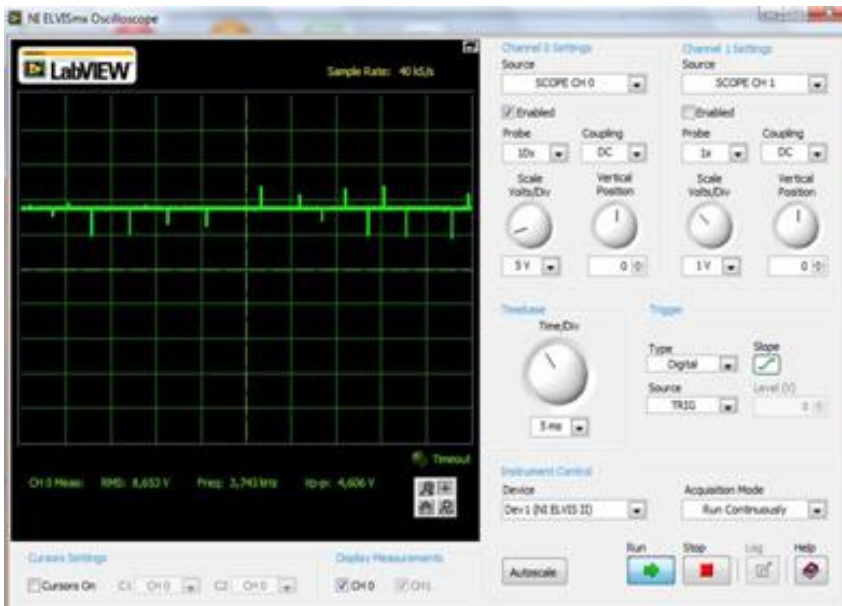 NI ELVISmx Oscilloscope
LabVIEW
Sample Rate: 40 kS/s
CH 0 Meas: RMS: 8,653 V Freq: 3,743 kHz Vp-p: 4,606 V
Timeout
Cursors Settings
Cursors On C1 CH 0 C2 CH 0
Display Measurements
CH 0 CH1
Channel 0 Settings
Source
SCOPE CH 0
Enabled
Probe Coupling
10x DC
Scale Volts/Div
Vertical Position
5 V 0
Channel 1 Settings
Source
SCOPE CH 1
Enabled
Probe Coupling
1x DC
Scale Volts/Div
Vertical Position
1 V 0
Timebase
Time/Div
5 ms
Trigger
Type Slope
Digital
Source Level (V)
TRIG 0
Instrument Control
Device Acquisition Mode
Dev1 (NI ELVIS II) Run Continuously
Run Stop Log Help
Autoscale